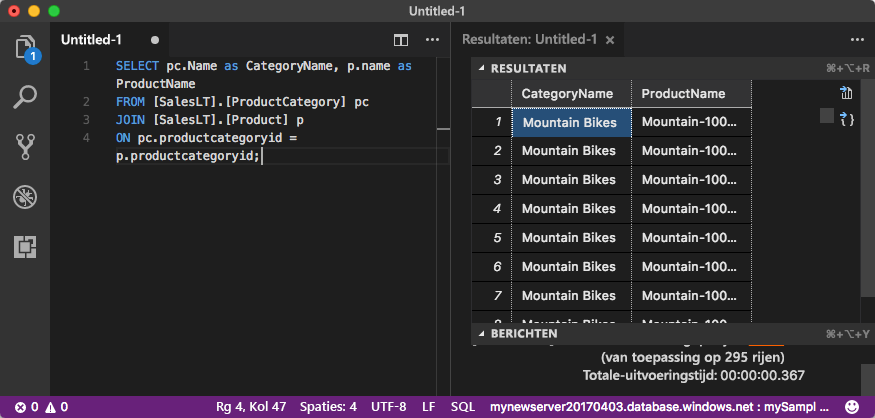 Untitled-1
1
Untitled-1
Resultaten: Untitled-1
1 SELECT pc.Name as CategoryName, p.name as
ProductName
2 FROM [SalesLT].[ProductCategory] pc
3 JOIN [SalesLT].[Product] p
4 ON pc.productcategoryid =
p.productcategoryid;
RESULTATEN ⌘+⌥+R
CategoryName ProductName
1 Mountain Bikes Mountain-100...
2 Mountain Bikes Mountain-100...
3 Mountain Bikes Mountain-100...
4 Mountain Bikes Mountain-100...
5 Mountain Bikes Mountain-100...
6 Mountain Bikes Mountain-100...
7 Mountain Bikes Mountain-100...
8 Mountain Bikes Mountain-100...
BERICHTEN ⌘+⌥+Y
(van toepassing op 295 rijen)
Totale-uitvoeringstijd: 00:00:00.367
0 0 Rg 4, Kol 47 Spaties: 4 UTF-8 LF SQL mynewserver20170403.database.windows.net : mySampl ...